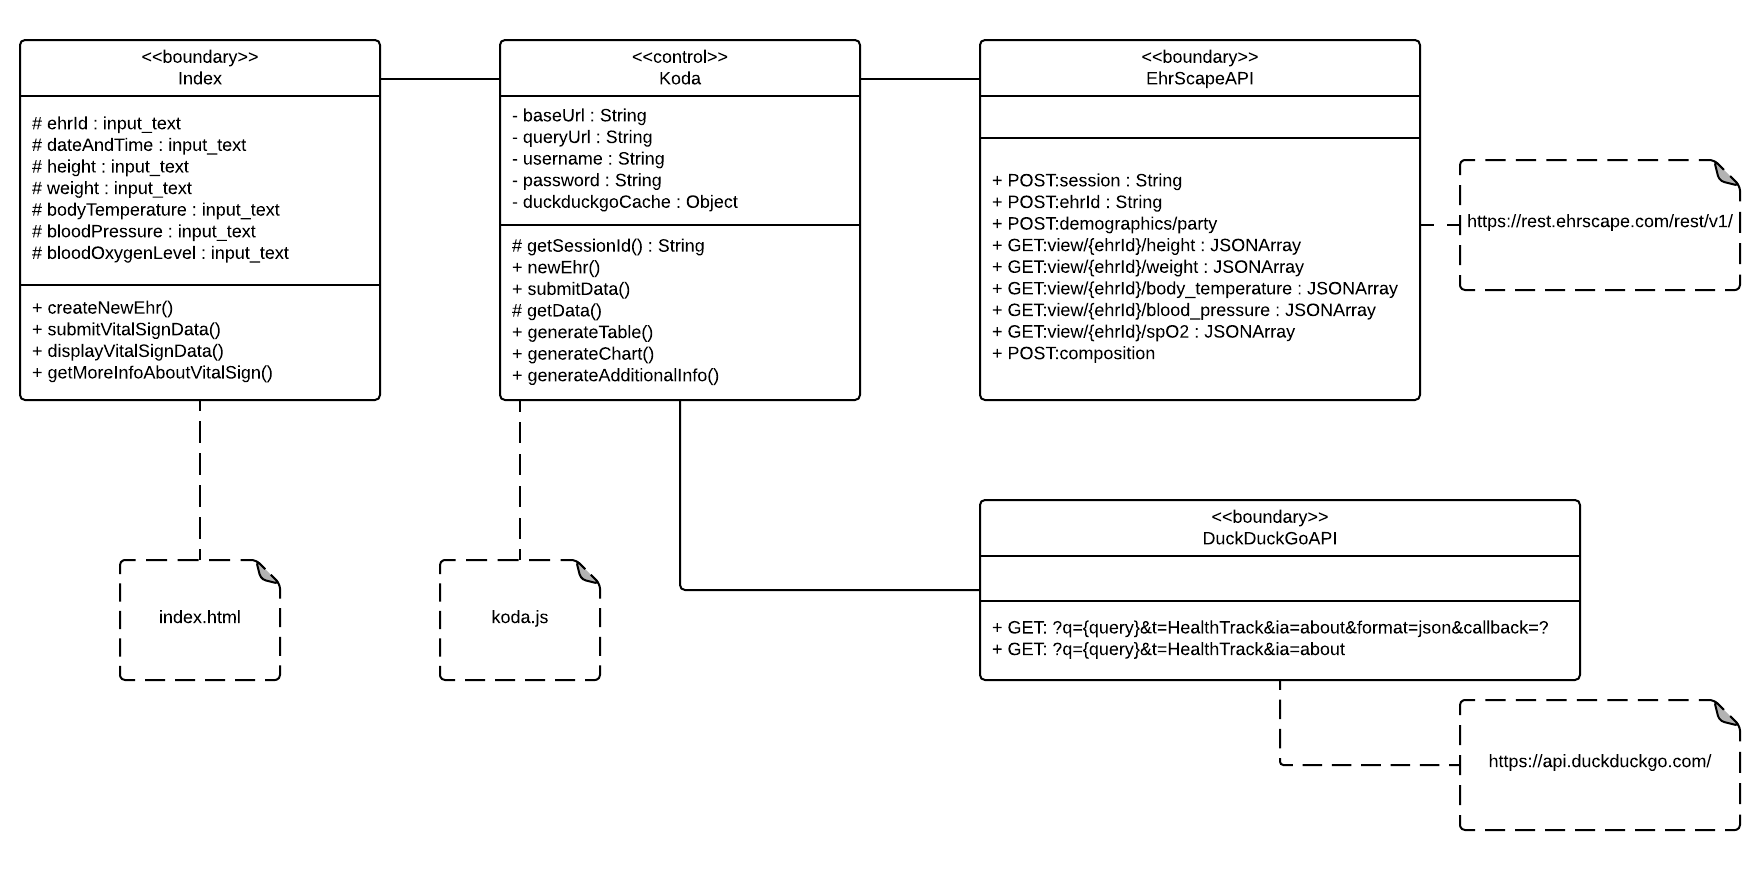 <<boundary>>
Index
# ehrId : input_text
# dateAndTime : input_text
# height : input_text
# weight : input_text
# bodyTemperature : input_text
# bloodPressure : input_text
# bloodOxygenLevel : input_text
+ createNewEhr()
+ submitVitalSignData()
+ displayVitalSignData()
+ getMoreInfoAboutVitalSign()
<<control>>
Koda
- baseUrl : String
- queryUrl : String
- username : String
- password : String
- duckduckgoCache : Object
# getSessionId() : String
+ newEhr()
+ submitData()
# getData()
+ generateTable()
+ generateChart()
+ generateAdditionalInfo()
<<boundary>>
EhrScapeAPI
+ POST:session : String
+ POST:ehrId : String
+ POST:demographics/party
+ GET:view/{ehrId}/height : JSONArray
+ GET:view/{ehrId}/weight : JSONArray
+ GET:view/{ehrId}/body_temperature : JSONArray
+ GET:view/{ehrId}/blood_pressure : JSONArray
+ GET:view/{ehrId}/spO2 : JSONArray
+ POST:composition
https://rest.ehrscape.com/rest/v1/
index.html
koda.js
<<boundary>>
DuckDuckGoAPI
+ GET: ?q={query}&t=HealthTrack&ia=about&format=json&callback=?
+ GET: ?q={query}&t=HealthTrack&ia=about
https://api.duckduckgo.com/